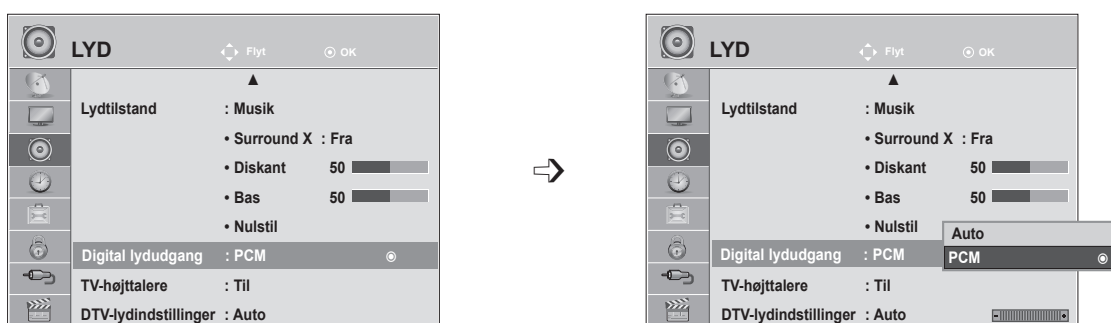 LYD Flyt OK
Lydtilstand : Musik
• Surround X : Fra
• Diskant 50
• Bas 50
• Nulstil
Digital lydudgang : PCM
TV-højttalere : Til
DTV-lydindstillinger : Auto
LYD Flyt OK
Lydtilstand : Musik
• Surround X : Fra
• Diskant 50
• Bas 50
• Nulstil
Auto
Digital lydudgang : PCM PCM
TV-højttalere : Til
DTV-lydindstillinger : Auto